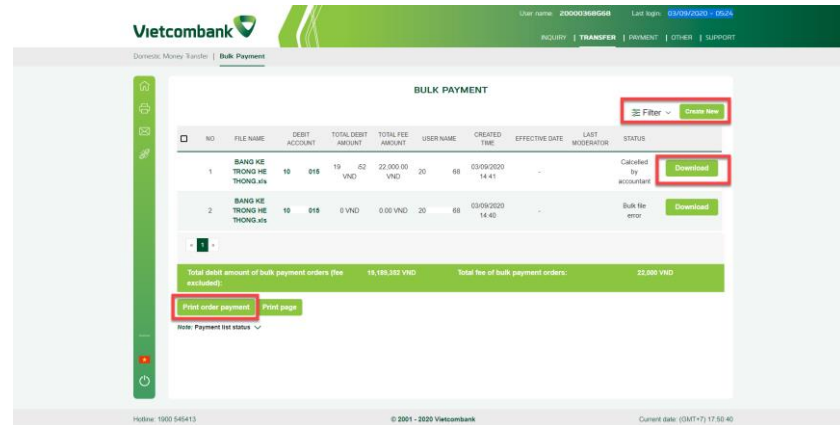 Vietcombank
User name: 20000368G68 Last login: 03/09/2020 - 05:24
INQUIRY | TRANSFER | PAYMENT | OTHER | SUPPORT
Domestic Money Transfer | Bulk Payment
BULK PAYMENT
Filter Create New
NO FILE NAME DEBIT ACCOUNT TOTAL DEBIT AMOUNT TOTAL FEE AMOUNT USER NAME CREATED TIME EFFECTIVE DATE LAST MODERATOR STATUS
1 BANG KE TRONG HE THONG.xls 10 015 19 52 VND 22,000.00 VND 20 68 03/09/2020 14:41 - Calcelled by accountant Download
2 BANG KE TRONG HE THONG.xls 10 015 0 VND 0.00 VND 20 68 03/09/2020 14:40 - Bulk file error Download
« 1 »
Total debit amount of bulk payment orders (fee excluded): 19,189,352 VND Total fee of bulk payment orders: 22,000 VND
Print order payment Print page
Note: Payment list status
Hotline: 1900 545413 © 2001 - 2020 Vietcombank Current date: (GMT+7) 17:50:40